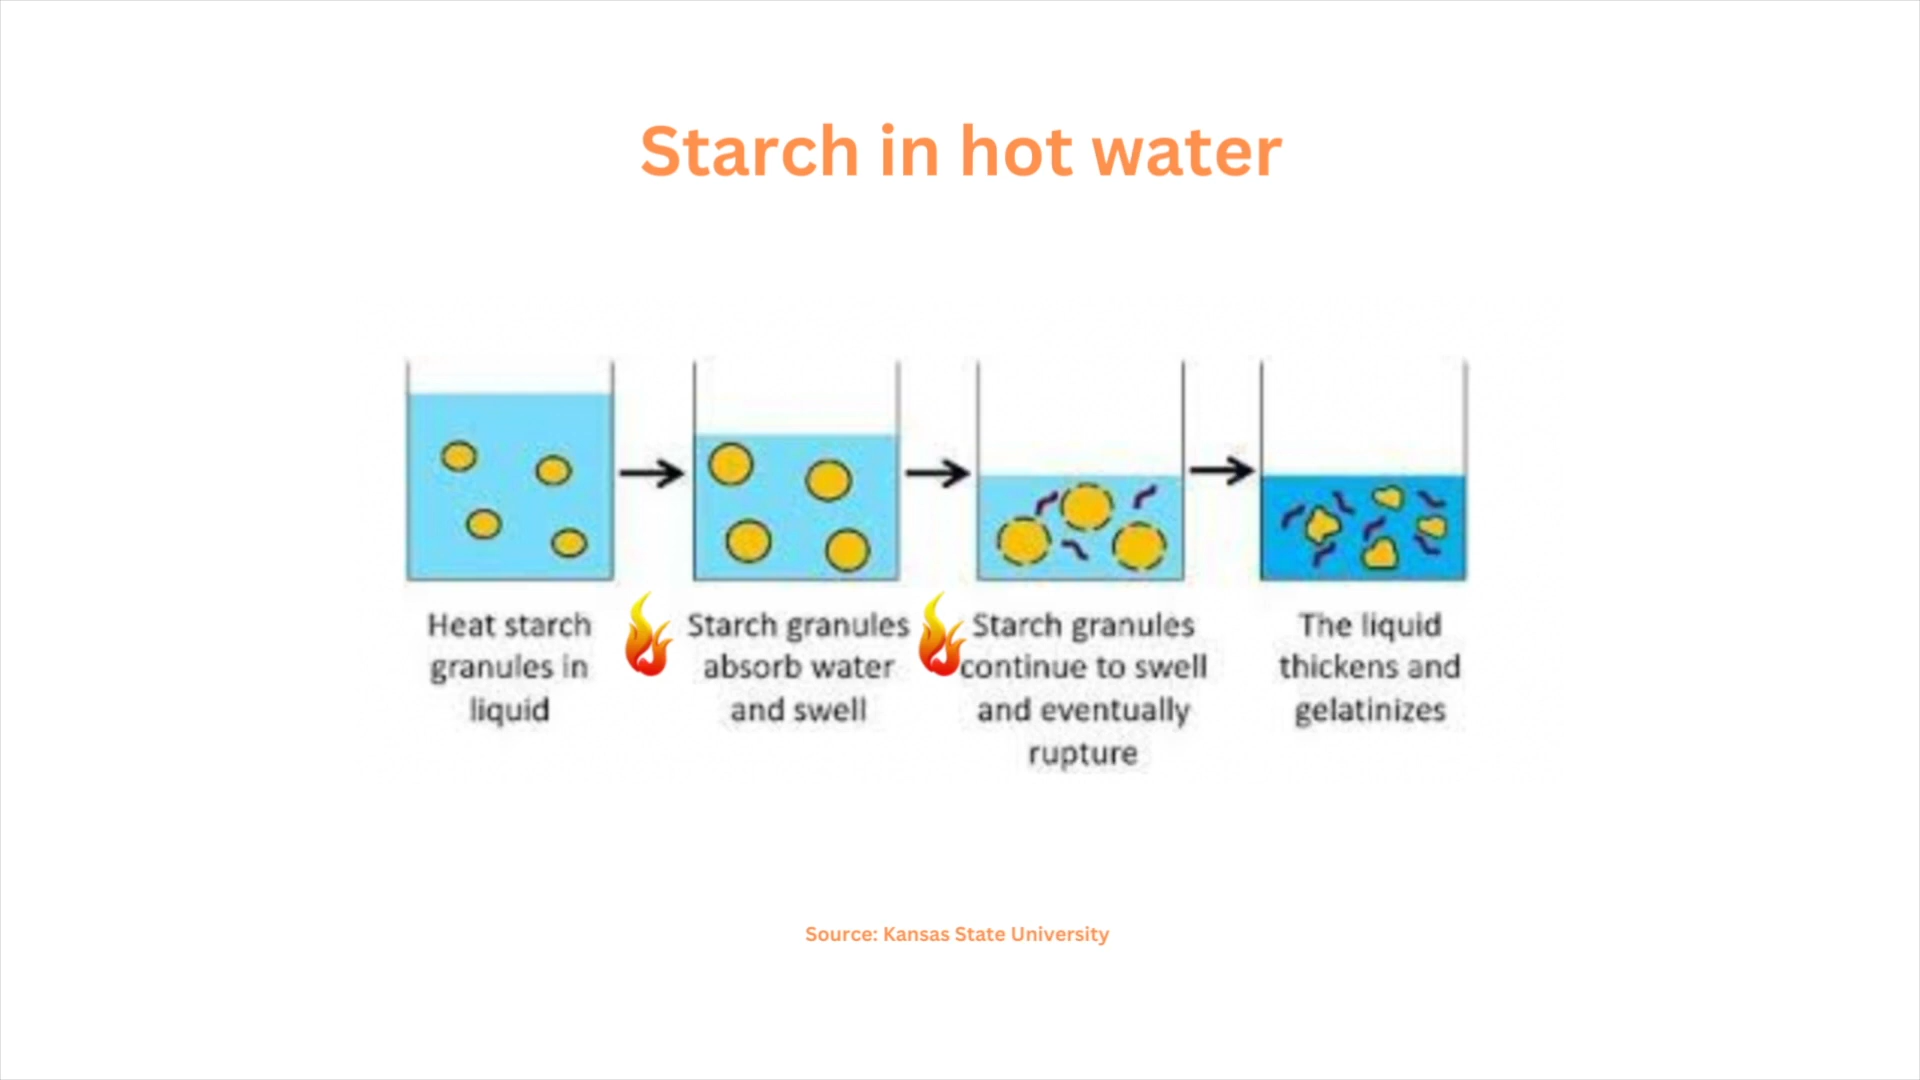 Starch in hot water
Heat starch
granules in
liquid
Starch granules
absorb water
and swell
Starch granules
continue to swell
and eventually
rupture
The liquid
thickens and
gelatinizes
Source: Kansas State University